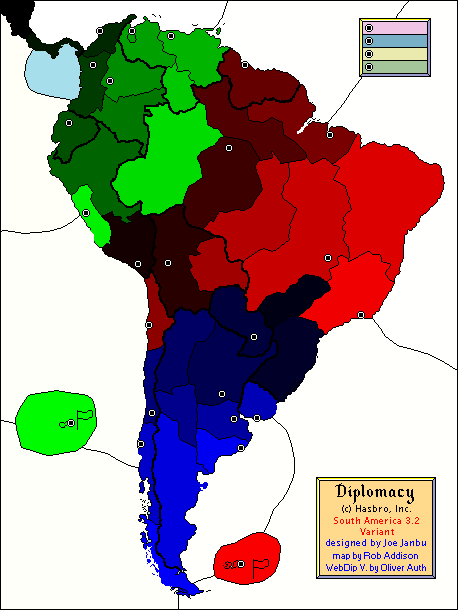 Diplomacy
(c) Hasbro, Inc.
South America 3.2
Variant
designed by Joe Janbu
map by Rob Addison
WebDip V. by Oliver Auth